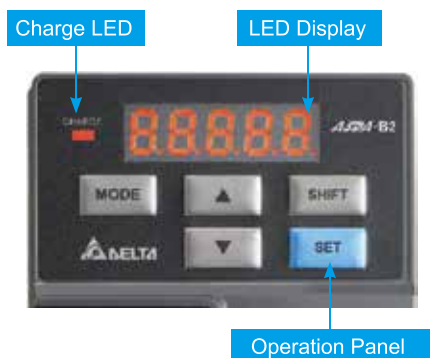 Charge LED
LED Display
CHARGE
8.8.8.8.8
ASDA-B2
MODE
▲
SHIFT
DELTA
▼
SET
Operation Panel